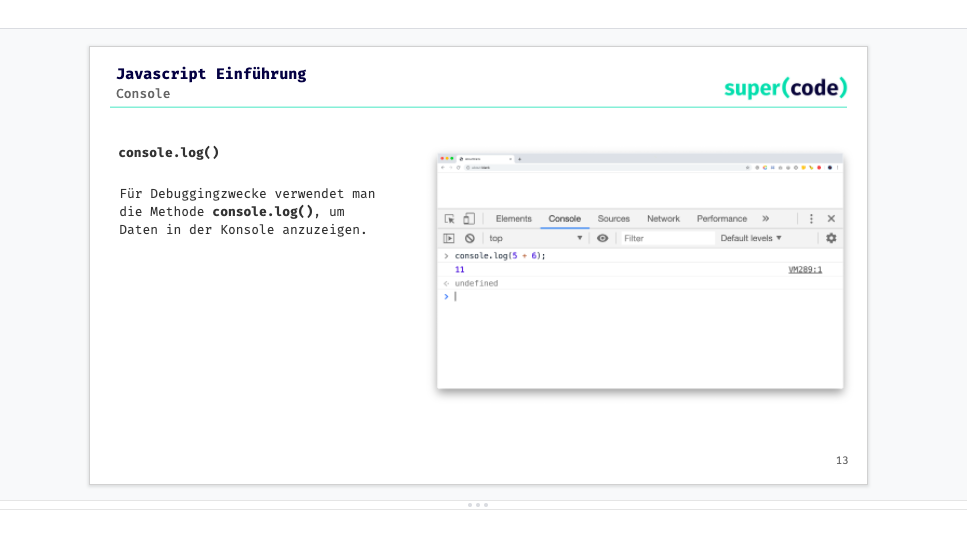 Javascript Einführung
Console
super(code)
console.log()
Für Debuggingzwecke verwendet man
die Methode console.log(), um
Daten in der Konsole anzuzeigen.
Elements Console Sources Network Performance »
top ▼ Filter Default levels ▼
> console.log(5 + 6);
11 VM289:1
undefined
>
13